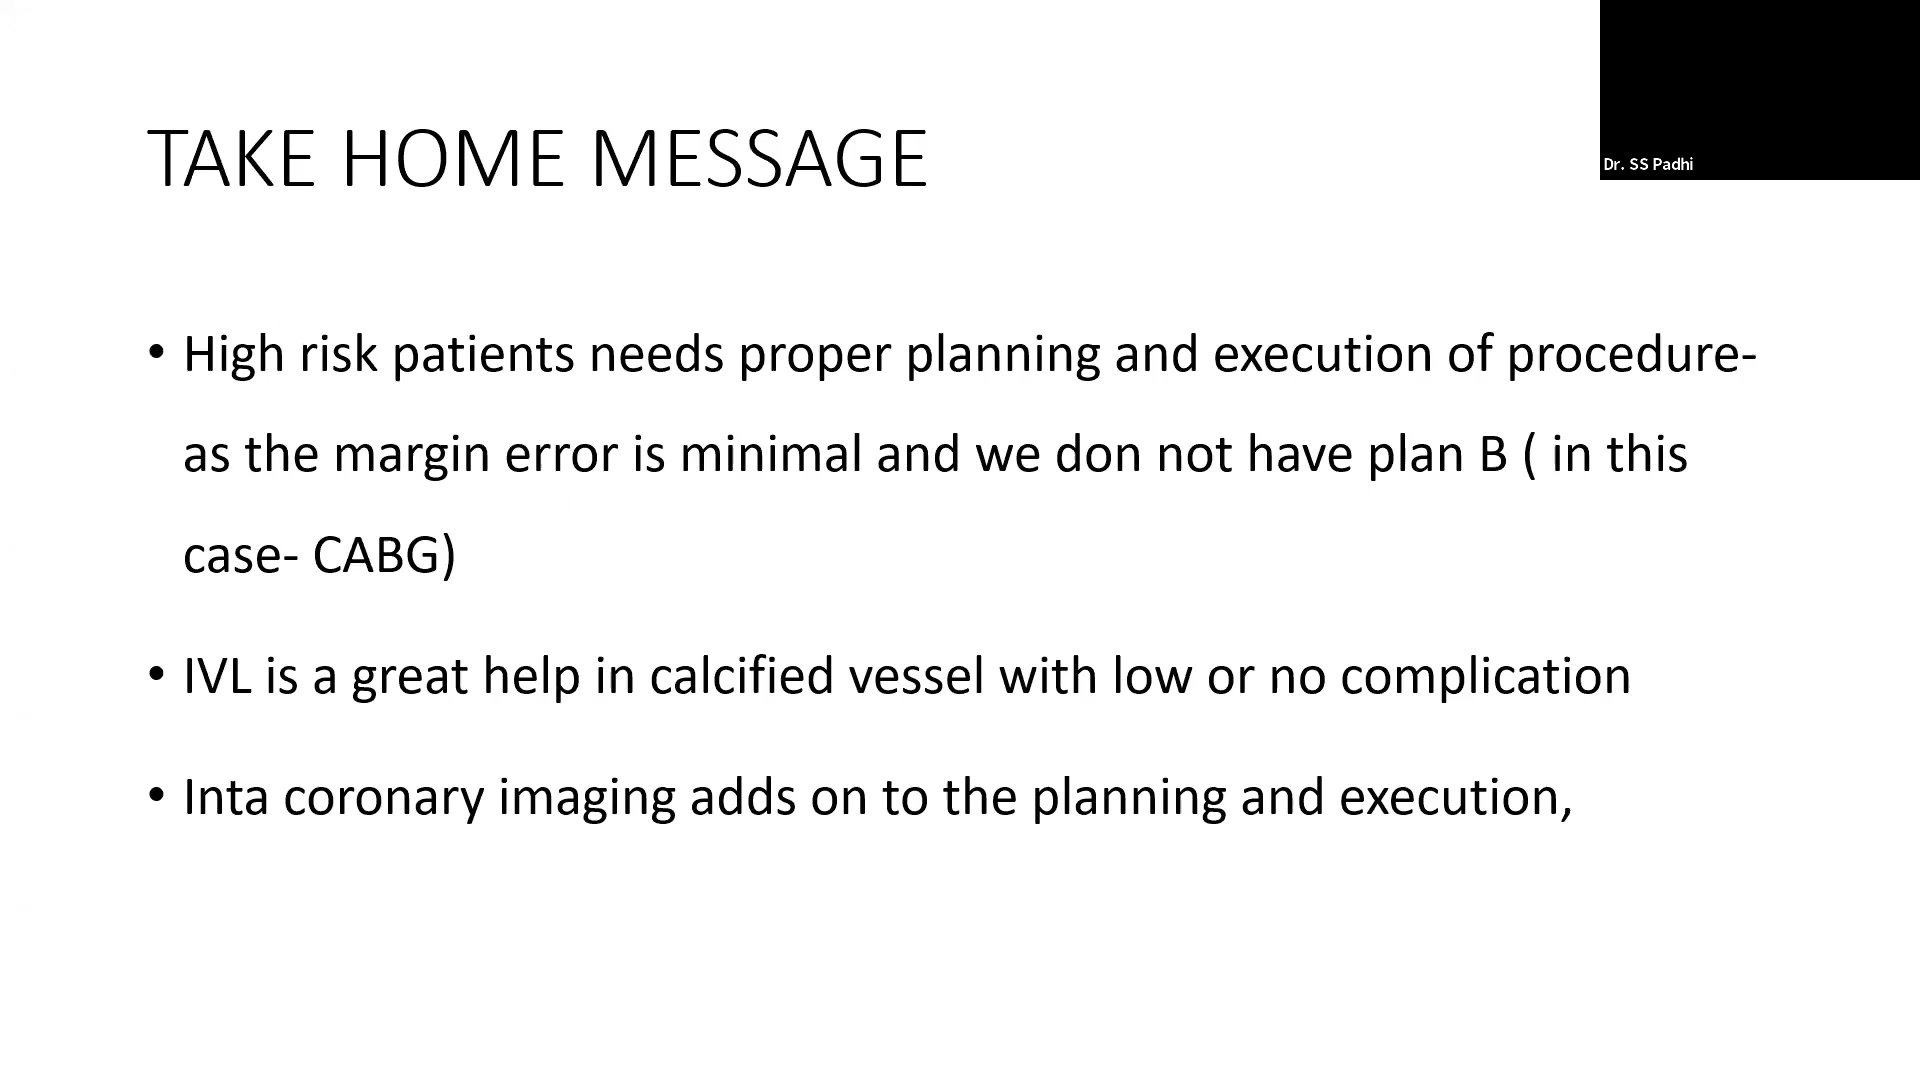 TAKE HOME MESSAGE
Dr. SS Padhi
• High risk patients needs proper planning and execution of procedure-
as the margin error is minimal and we don not have plan B ( in this
case- CABG)
• IVL is a great help in calcified vessel with low or no complication
• Inta coronary imaging adds on to the planning and execution,